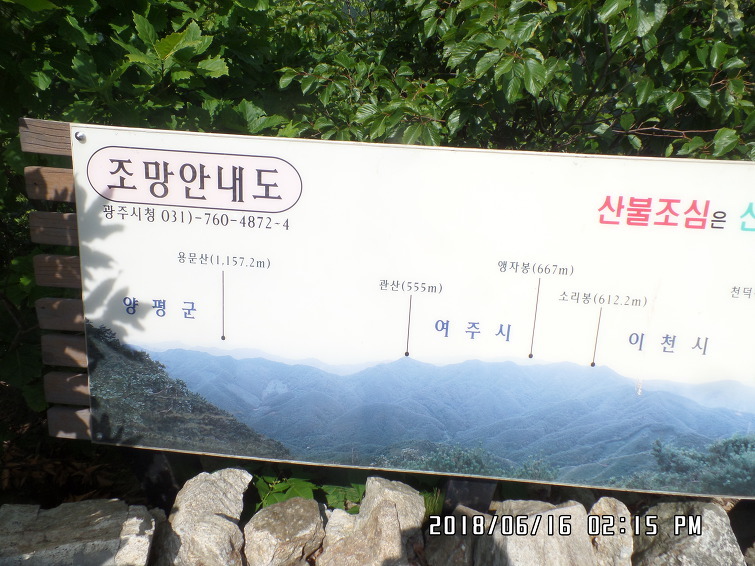 조망안내도
광주시청 031)-760-4872-4
산불조심은
용문산(1,157.2m)
관산(555m)
앵자봉(667m)
소리봉(612.2m)
천덕
양평군
여주시
이천시
2018/06/16 02:15 PM